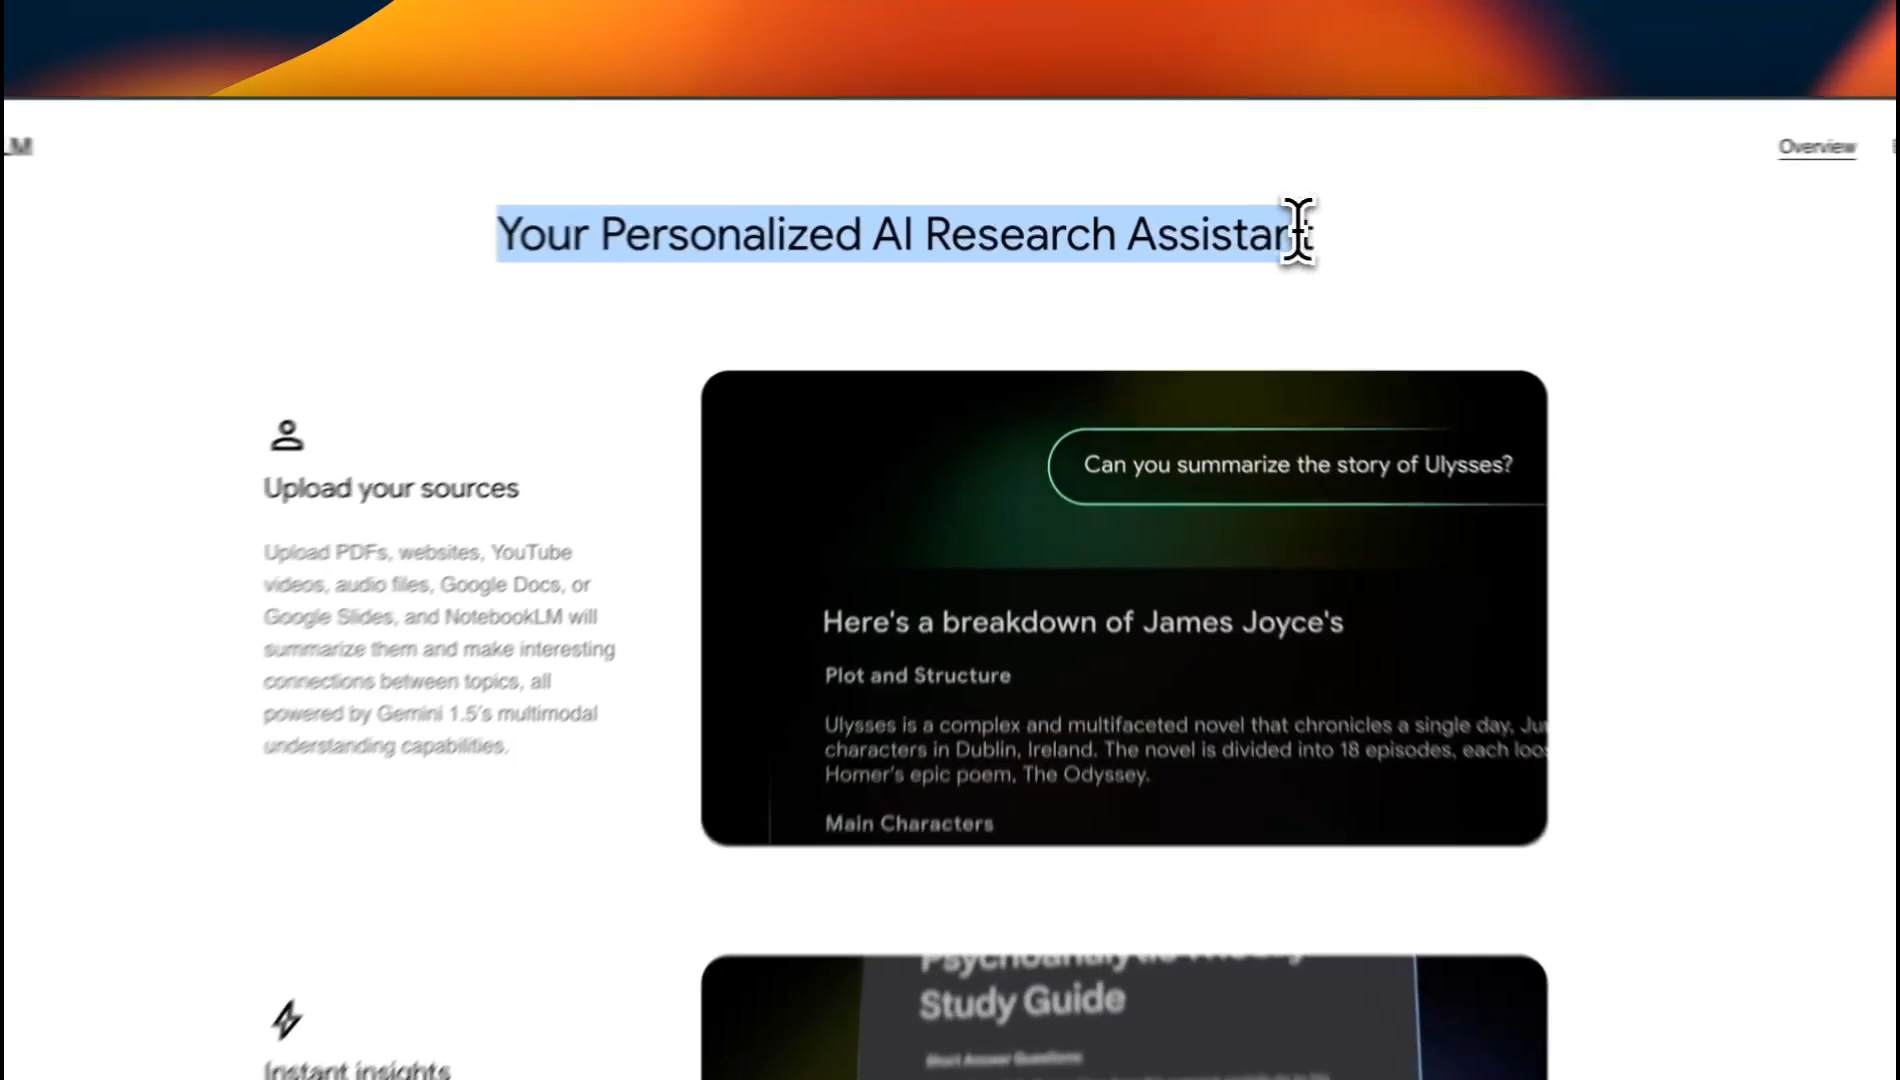 LM
Overview
Your Personalized AI Research Assistant
Upload your sources
Upload PDFs, websites, YouTube
videos, audio files, Google Docs, or
Google Slides, and NotebookLM will
summarize them and make interesting
connections between topics, all
powered by Gemini 1.5's multimodal
understanding capabilities.
Can you summarize the story of Ulysses?
Here's a breakdown of James Joyce's
Plot and Structure
Ulysses is a complex and multifaceted novel that chronicles a single day,
characters in Dublin, Ireland. The novel is divided into 18 episodes, each
Homer's epic poem, The Odyssey.
Main Characters
Instant insights
Study Guide
Short Answer Questions